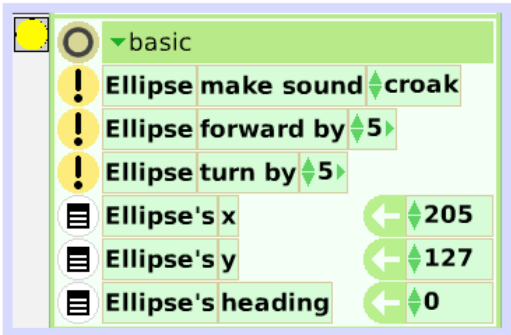 basic
Ellipse make sound croak
Ellipse forward by 5
Ellipse turn by 5
Ellipse's x 205
Ellipse's y 127
Ellipse's heading 0